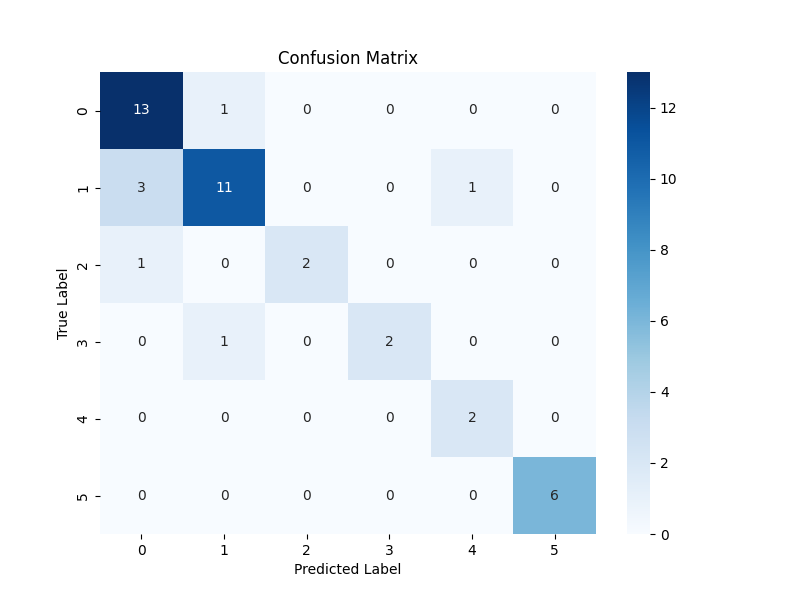 Confusion Matrix
0 13 1 0 0 0 0
1 3 11 0 0 1 0
2 1 0 2 0 0 0
3 0 1 0 2 0 0
4 0 0 0 0 2 0
5 0 0 0 0 0 6
0 1 2 3 4 5
Predicted Label
True Label
12
10
8
6
4
2
0